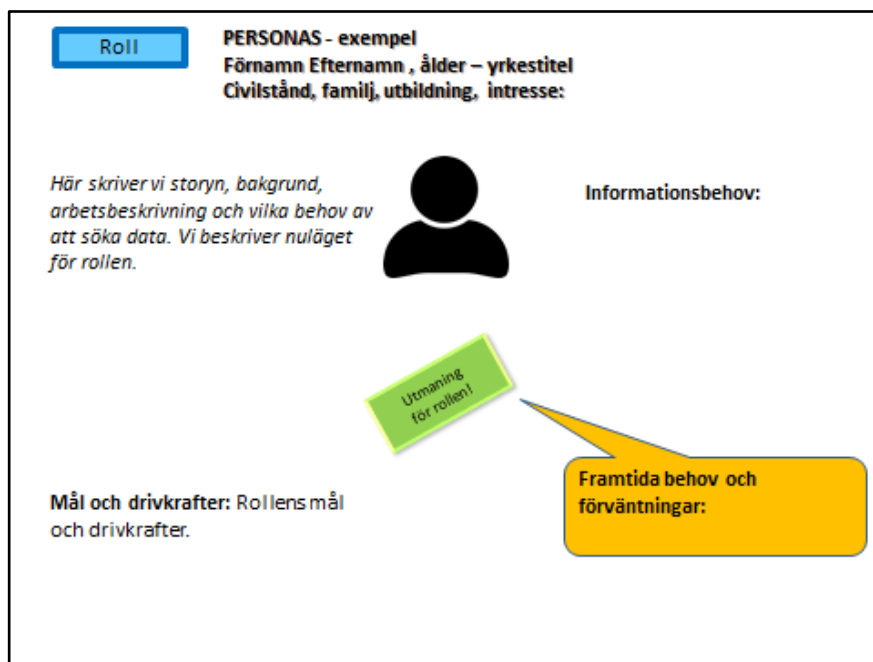 Roll
PERSONAS - exempel
Förnamn Efternamn , ålder – yrkestitel
Civilstånd, familj, utbildning, intresse:
Här skriver vi storyn, bakgrund,
arbetsbeskrivning och vilka behov av
att söka data. Vi beskriver nuläget
för rollen.
Informationsbehov:
Utmaning
för rollen!
Framtida behov och
förväntningar:
Mål och drivkrafter: Rollens mål
och drivkrafter.